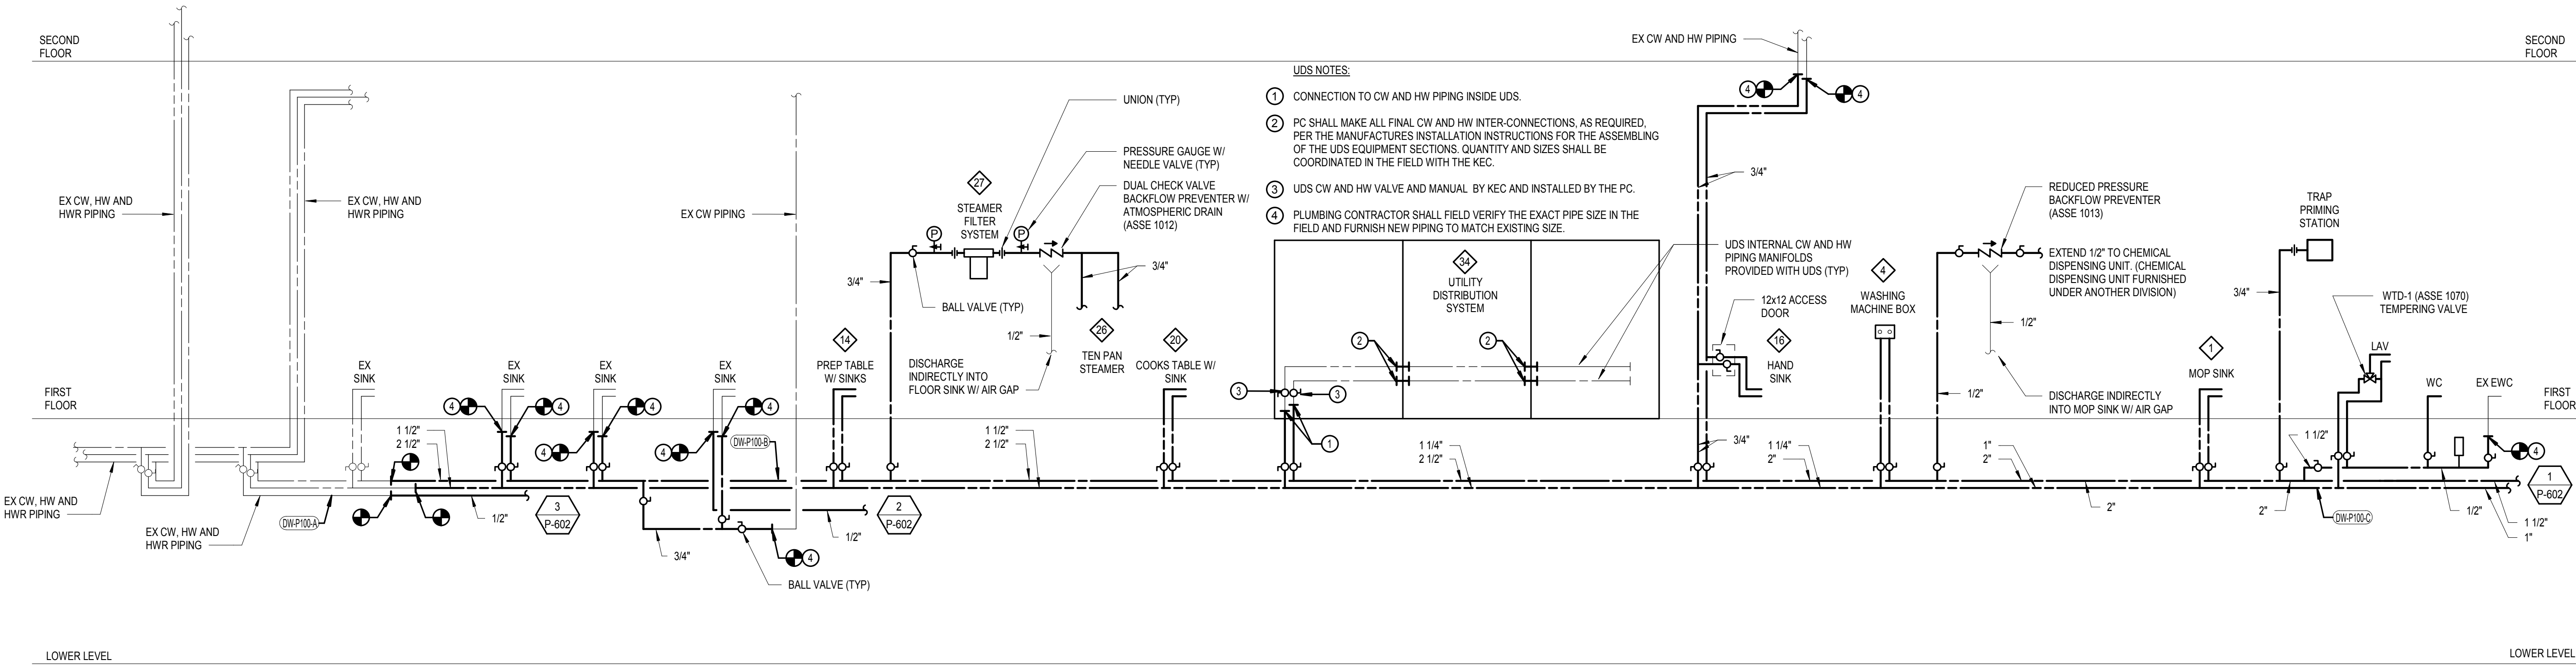 SECOND
FLOOR
EX CW AND HW PIPING
SECOND
FLOOR
UDS NOTES:
1 CONNECTION TO CW AND HW PIPING INSIDE UDS.
2 PC SHALL MAKE ALL FINAL CW AND HW INTER-CONNECTIONS, AS REQUIRED,
PER THE MANUFACTURES INSTALLATION INSTRUCTIONS FOR THE ASSEMBLING
OF THE UDS EQUIPMENT SECTIONS. QUANTITY AND SIZES SHALL BE
COORDINATED IN THE FIELD WITH THE KEC.
3 UDS CW AND HW VALVE AND MANUAL BY KEC AND INSTALLED BY THE PC.
4 PLUMBING CONTRACTOR SHALL FIELD VERIFY THE EXACT PIPE SIZE IN THE
FIELD AND FURNISH NEW PIPING TO MATCH EXISTING SIZE.
4
4
EX CW, HW AND
HWR PIPING
EX CW, HW AND
HWR PIPING
EX CW PIPING
UNION (TYP)
PRESSURE GAUGE W/
NEEDLE VALVE (TYP)
DUAL CHECK VALVE
BACKFLOW PREVENTER W/
ATMOSPHERIC DRAIN
(ASSE 1012)
27
STEAMER
FILTER
SYSTEM
P
P
3/4"
3/4"
BALL VALVE (TYP)
1/2"
26
TEN PAN
STEAMER
DISCHARGE
INDIRECTLY INTO
FLOOR SINK W/ AIR GAP
34
UTILITY
DISTRIBUTION
SYSTEM
UDS INTERNAL CW AND HW
PIPING MANIFOLDS
PROVIDED WITH UDS (TYP)
2
2
3
3
1
3/4"
12x12 ACCESS
DOOR
16
HAND
SINK
4
WASHING
MACHINE BOX
REDUCED PRESSURE
BACKFLOW PREVENTER
(ASSE 1013)
EXTEND 1/2" TO CHEMICAL
DISPENSING UNIT. (CHEMICAL
DISPENSING UNIT FURNISHED
UNDER ANOTHER DIVISION)
1/2"
1/2"
DISCHARGE INDIRECTLY
INTO MOP SINK W/ AIR GAP
TRAP
PRIMING
STATION
3/4"
WTD-1 (ASSE 1070)
TEMPERING VALVE
1
MOP SINK
LAV
WC
EX EWC
FIRST
FLOOR
FIRST
FLOOR
EX
SINK
EX
SINK
EX
SINK
EX
SINK
14
PREP TABLE
W/ SINKS
20
COOKS TABLE W/
SINK
4
4
4
4
4
4
DW-P100-B
1 1/2"
2 1/2"
1 1/2"
2 1/2"
1 1/4"
2 1/2"
3/4"
1 1/4"
2"
1"
2"
1 1/2"
4
EX CW, HW AND
HWR PIPING
EX CW, HW AND
HWR PIPING
DW-P100-A
1/2"
3
P-602
3/4"
4
BALL VALVE (TYP)
1/2"
2
P-602
2"
2"
DW-P100-C
1/2"
1 1/2"
1"
1
P-602
LOWER LEVEL
LOWER LEVEL